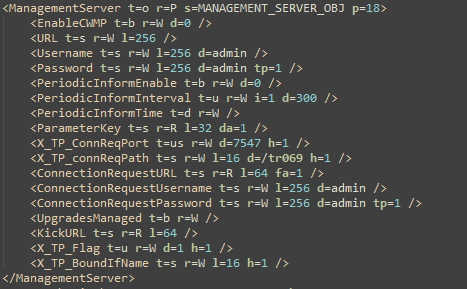 <ManagementServer t=o r=P s=MANAGEMENT_SERVER_OBJ p=18>
<EnableCWMP t=b r=W d=0 />
<URL t=s r=W l=256 />
<Username t=s r=W l=256 d=admin />
<Password t=s r=W l=256 d=admin tp=1 />
<PeriodicInformEnable t=b r=W d=0 />
<PeriodicInformInterval t=u r=W i=1 d=300 />
<PeriodicInformTime t=d r=W />
<ParameterKey t=s r=R l=32 da=1 />
<X_TP_ConnReqPort t=us r=W d=7547 h=1 />
<X_TP_connReqPath t=s r=W l=16 d=/tr069 h=1 />
<ConnectionRequestURL t=s r=R l=64 fa=1 />
<ConnectionRequestUsername t=s r=W l=256 d=admin />
<ConnectionRequestPassword t=s r=W l=256 d=admin tp=1 />
<UpgradesManaged t=b r=W />
<KickURL t=s r=R l=64 />
<X_TP_Flag t=u r=W d=1 h=1 />
<X_TP_BoundIfName t=s r=W l=16 h=1 />
</ManagementServer>